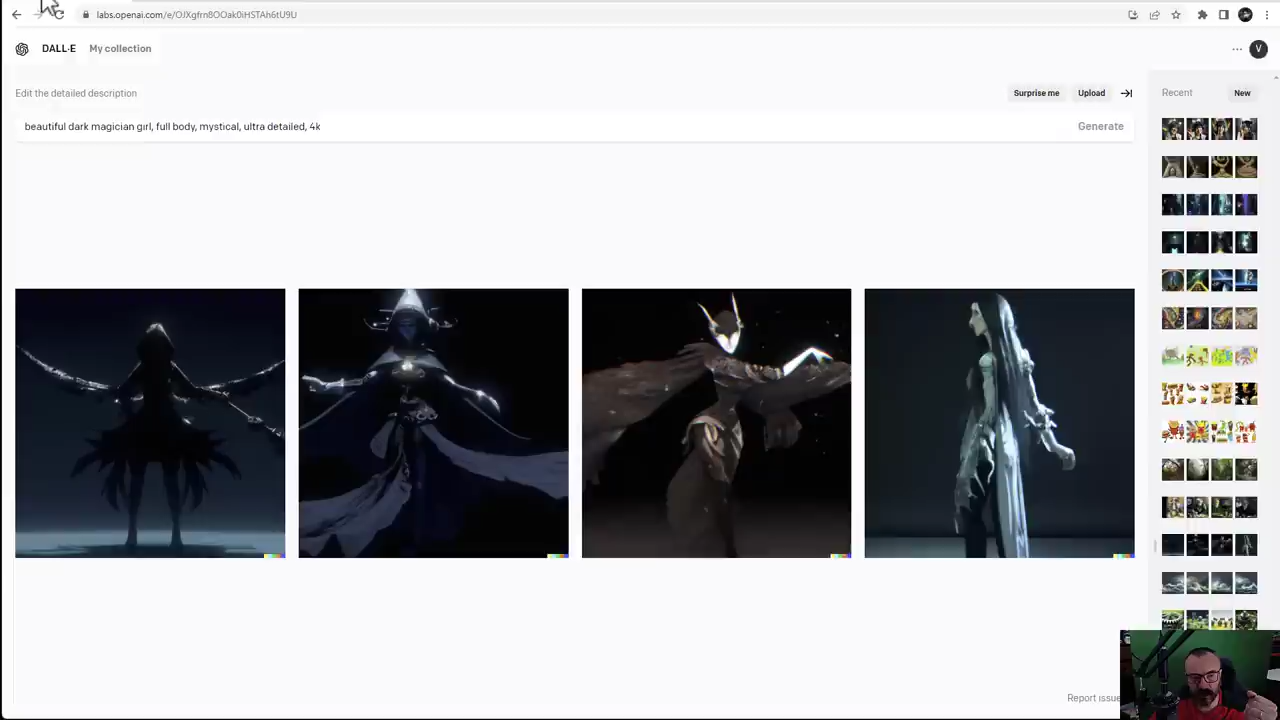 labs.openai.com/e/OJXgfrn8OOak0iHSTAh6tU9U
DALL·E
My collection
V
Edit the detailed description
Surprise me
Upload
Recent
New
beautiful dark magician girl, full body, mystical, ultra detailed, 4k
Generate
Report issue